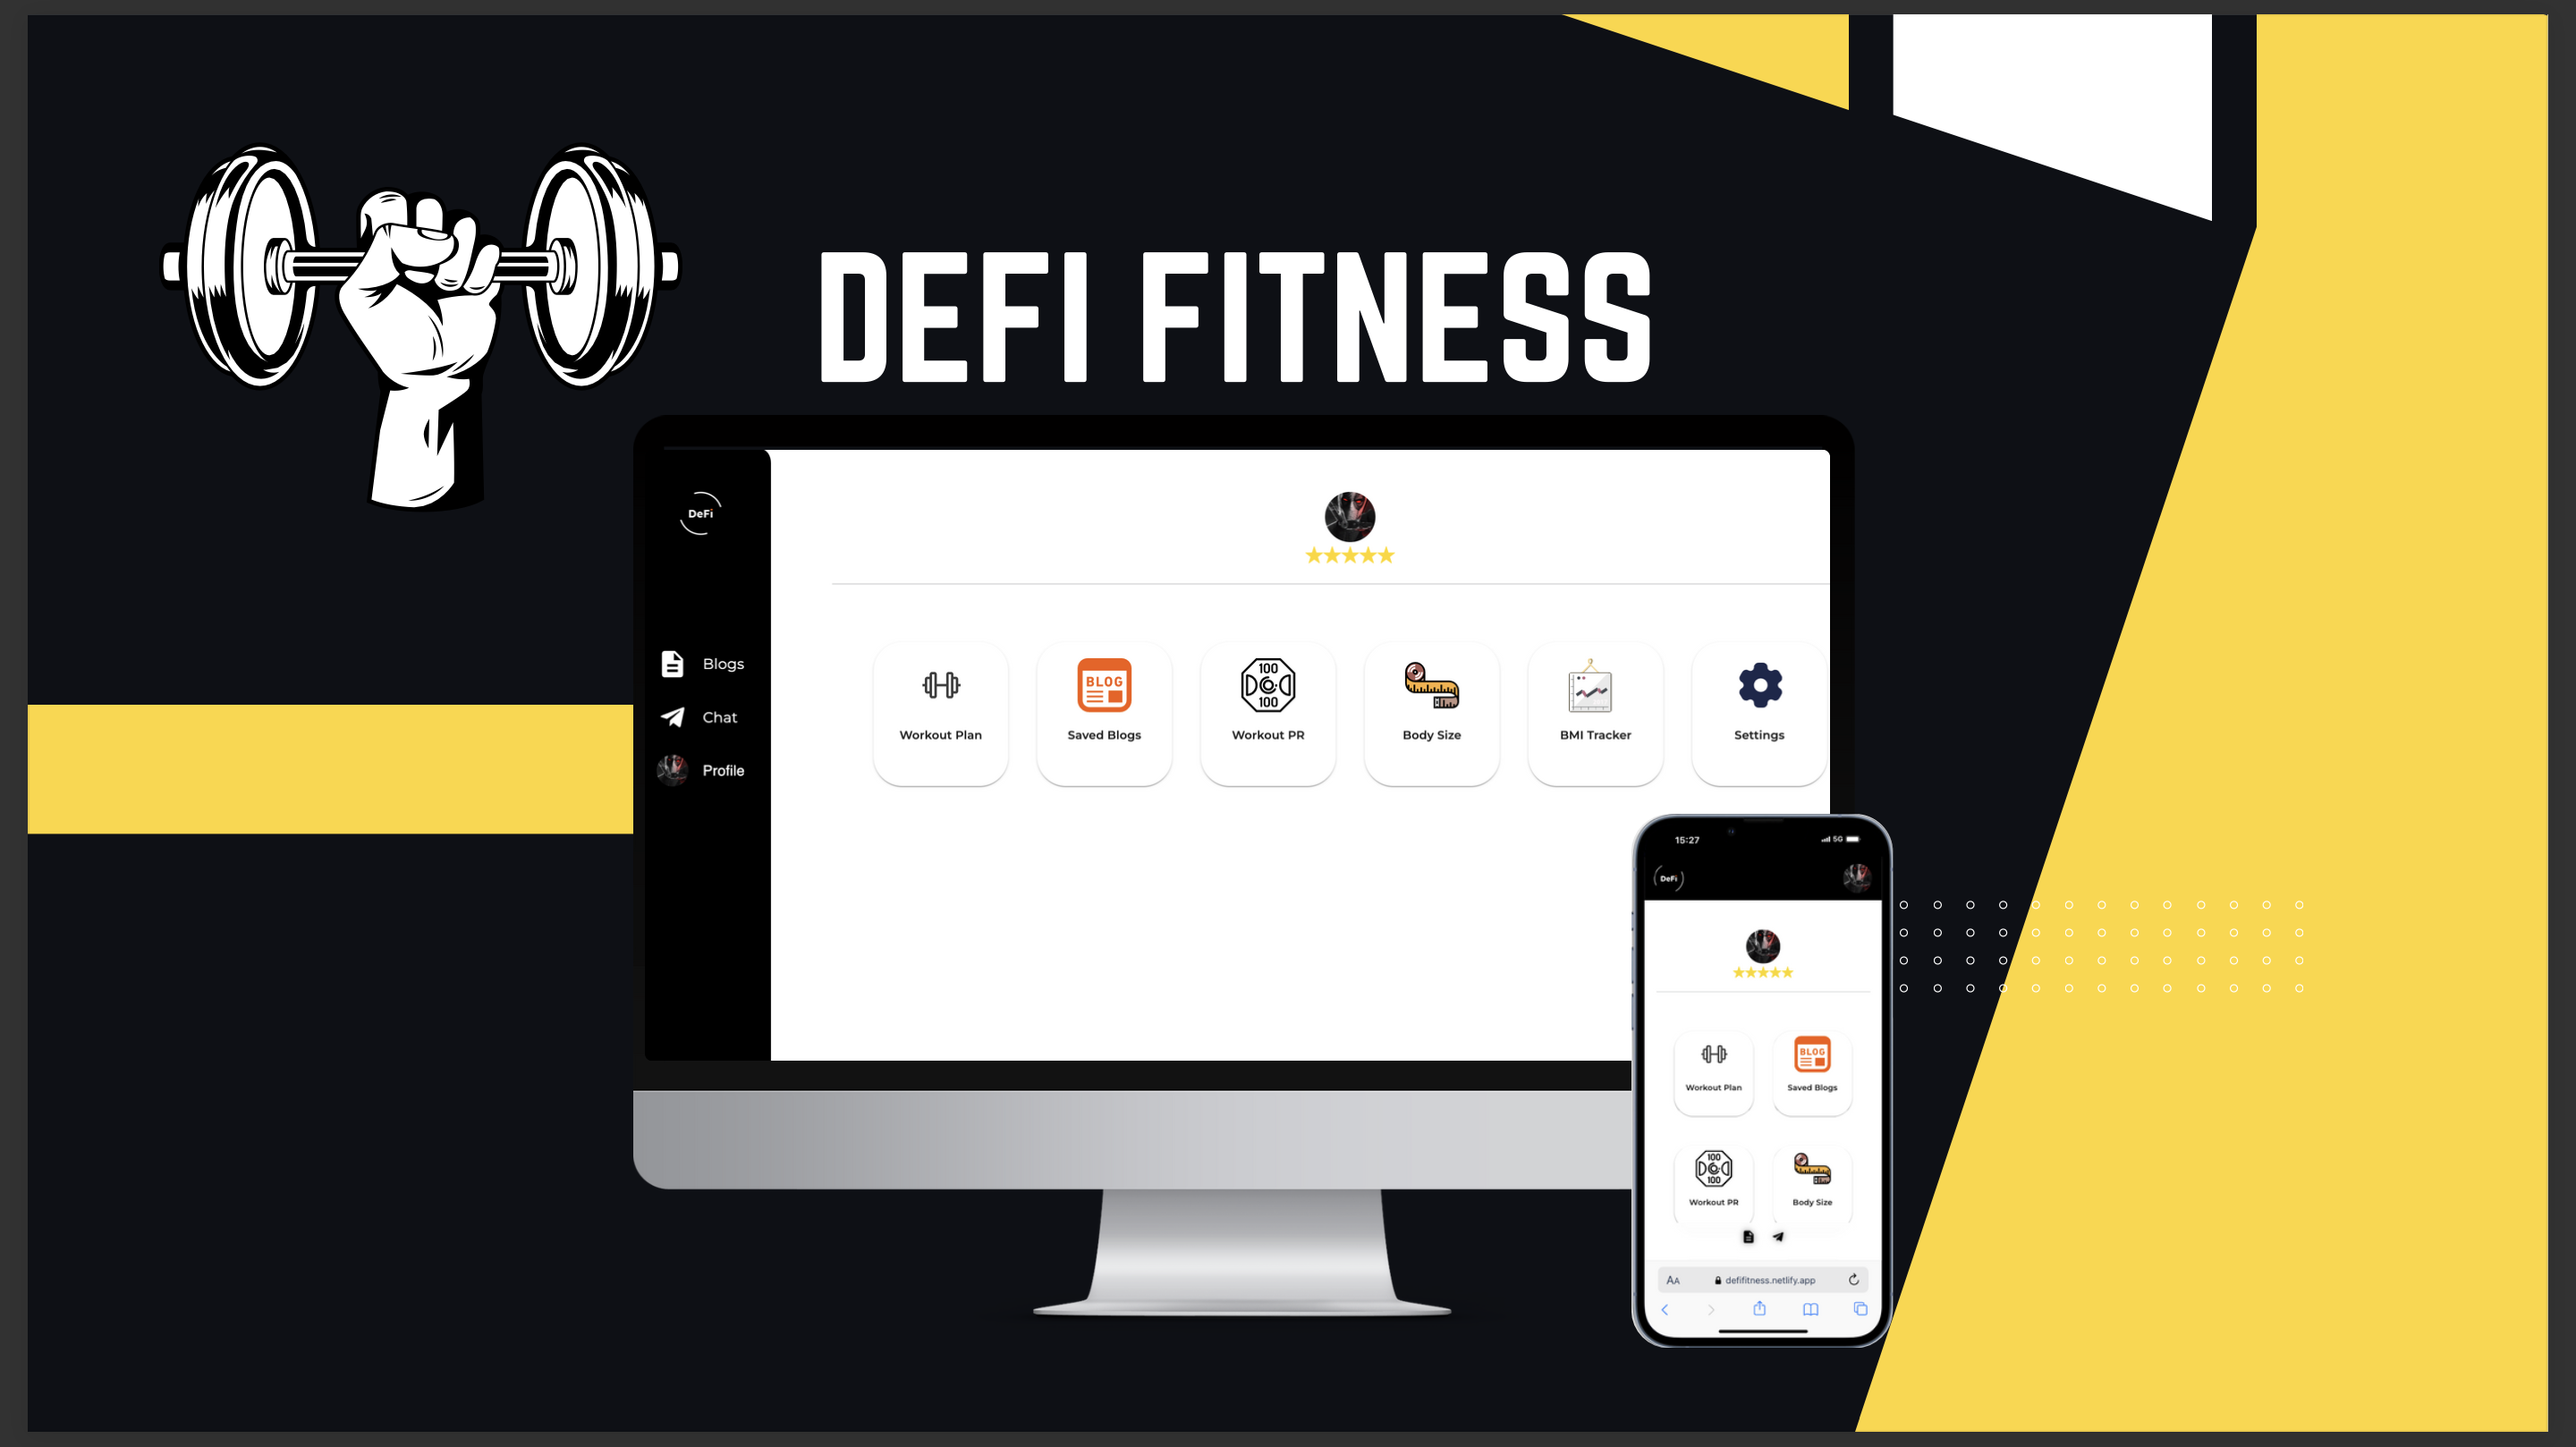 DEFI FITNESS
DeFi
Blogs
Chat
Profile
Workout Plan
BLOG
Saved Blogs
100
100
Workout PR
Body Size
BMI Tracker
Settings
15:27
5G
DeFi
Workout Plan
BLOG
Saved Blogs
100
100
Workout PR
Body Size
AA
defifitness.netlify.app